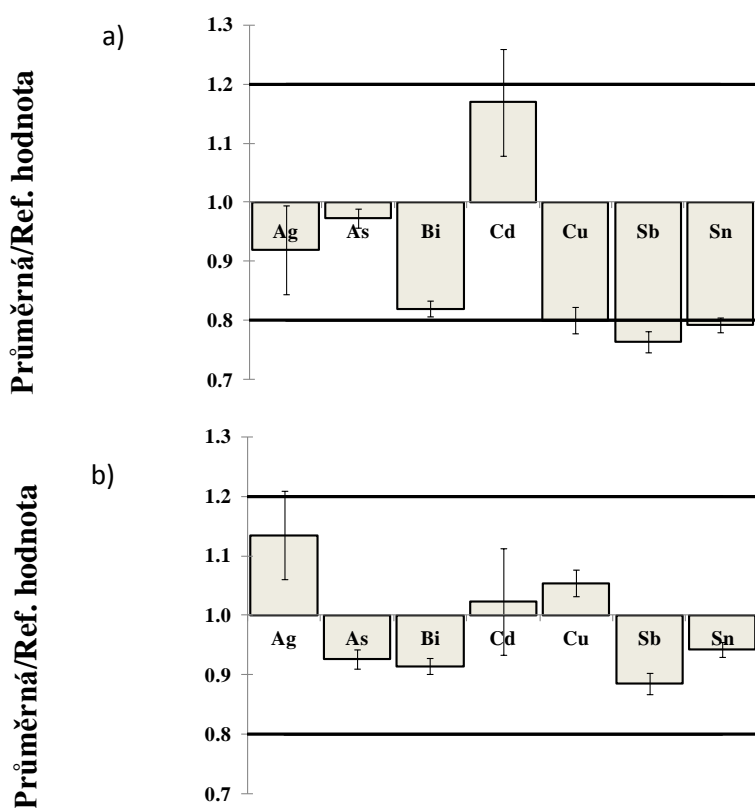 a)
Průměrná/Ref. hodnota
1.3
1.2
1.1
1.0
0.9
0.8
0.7
Ag As Bi Cd Cu Sb Sn
b)
Průměrná/Ref. hodnota
1.3
1.2
1.1
1.0
0.9
0.8
0.7
Ag As Bi Cd Cu Sb Sn